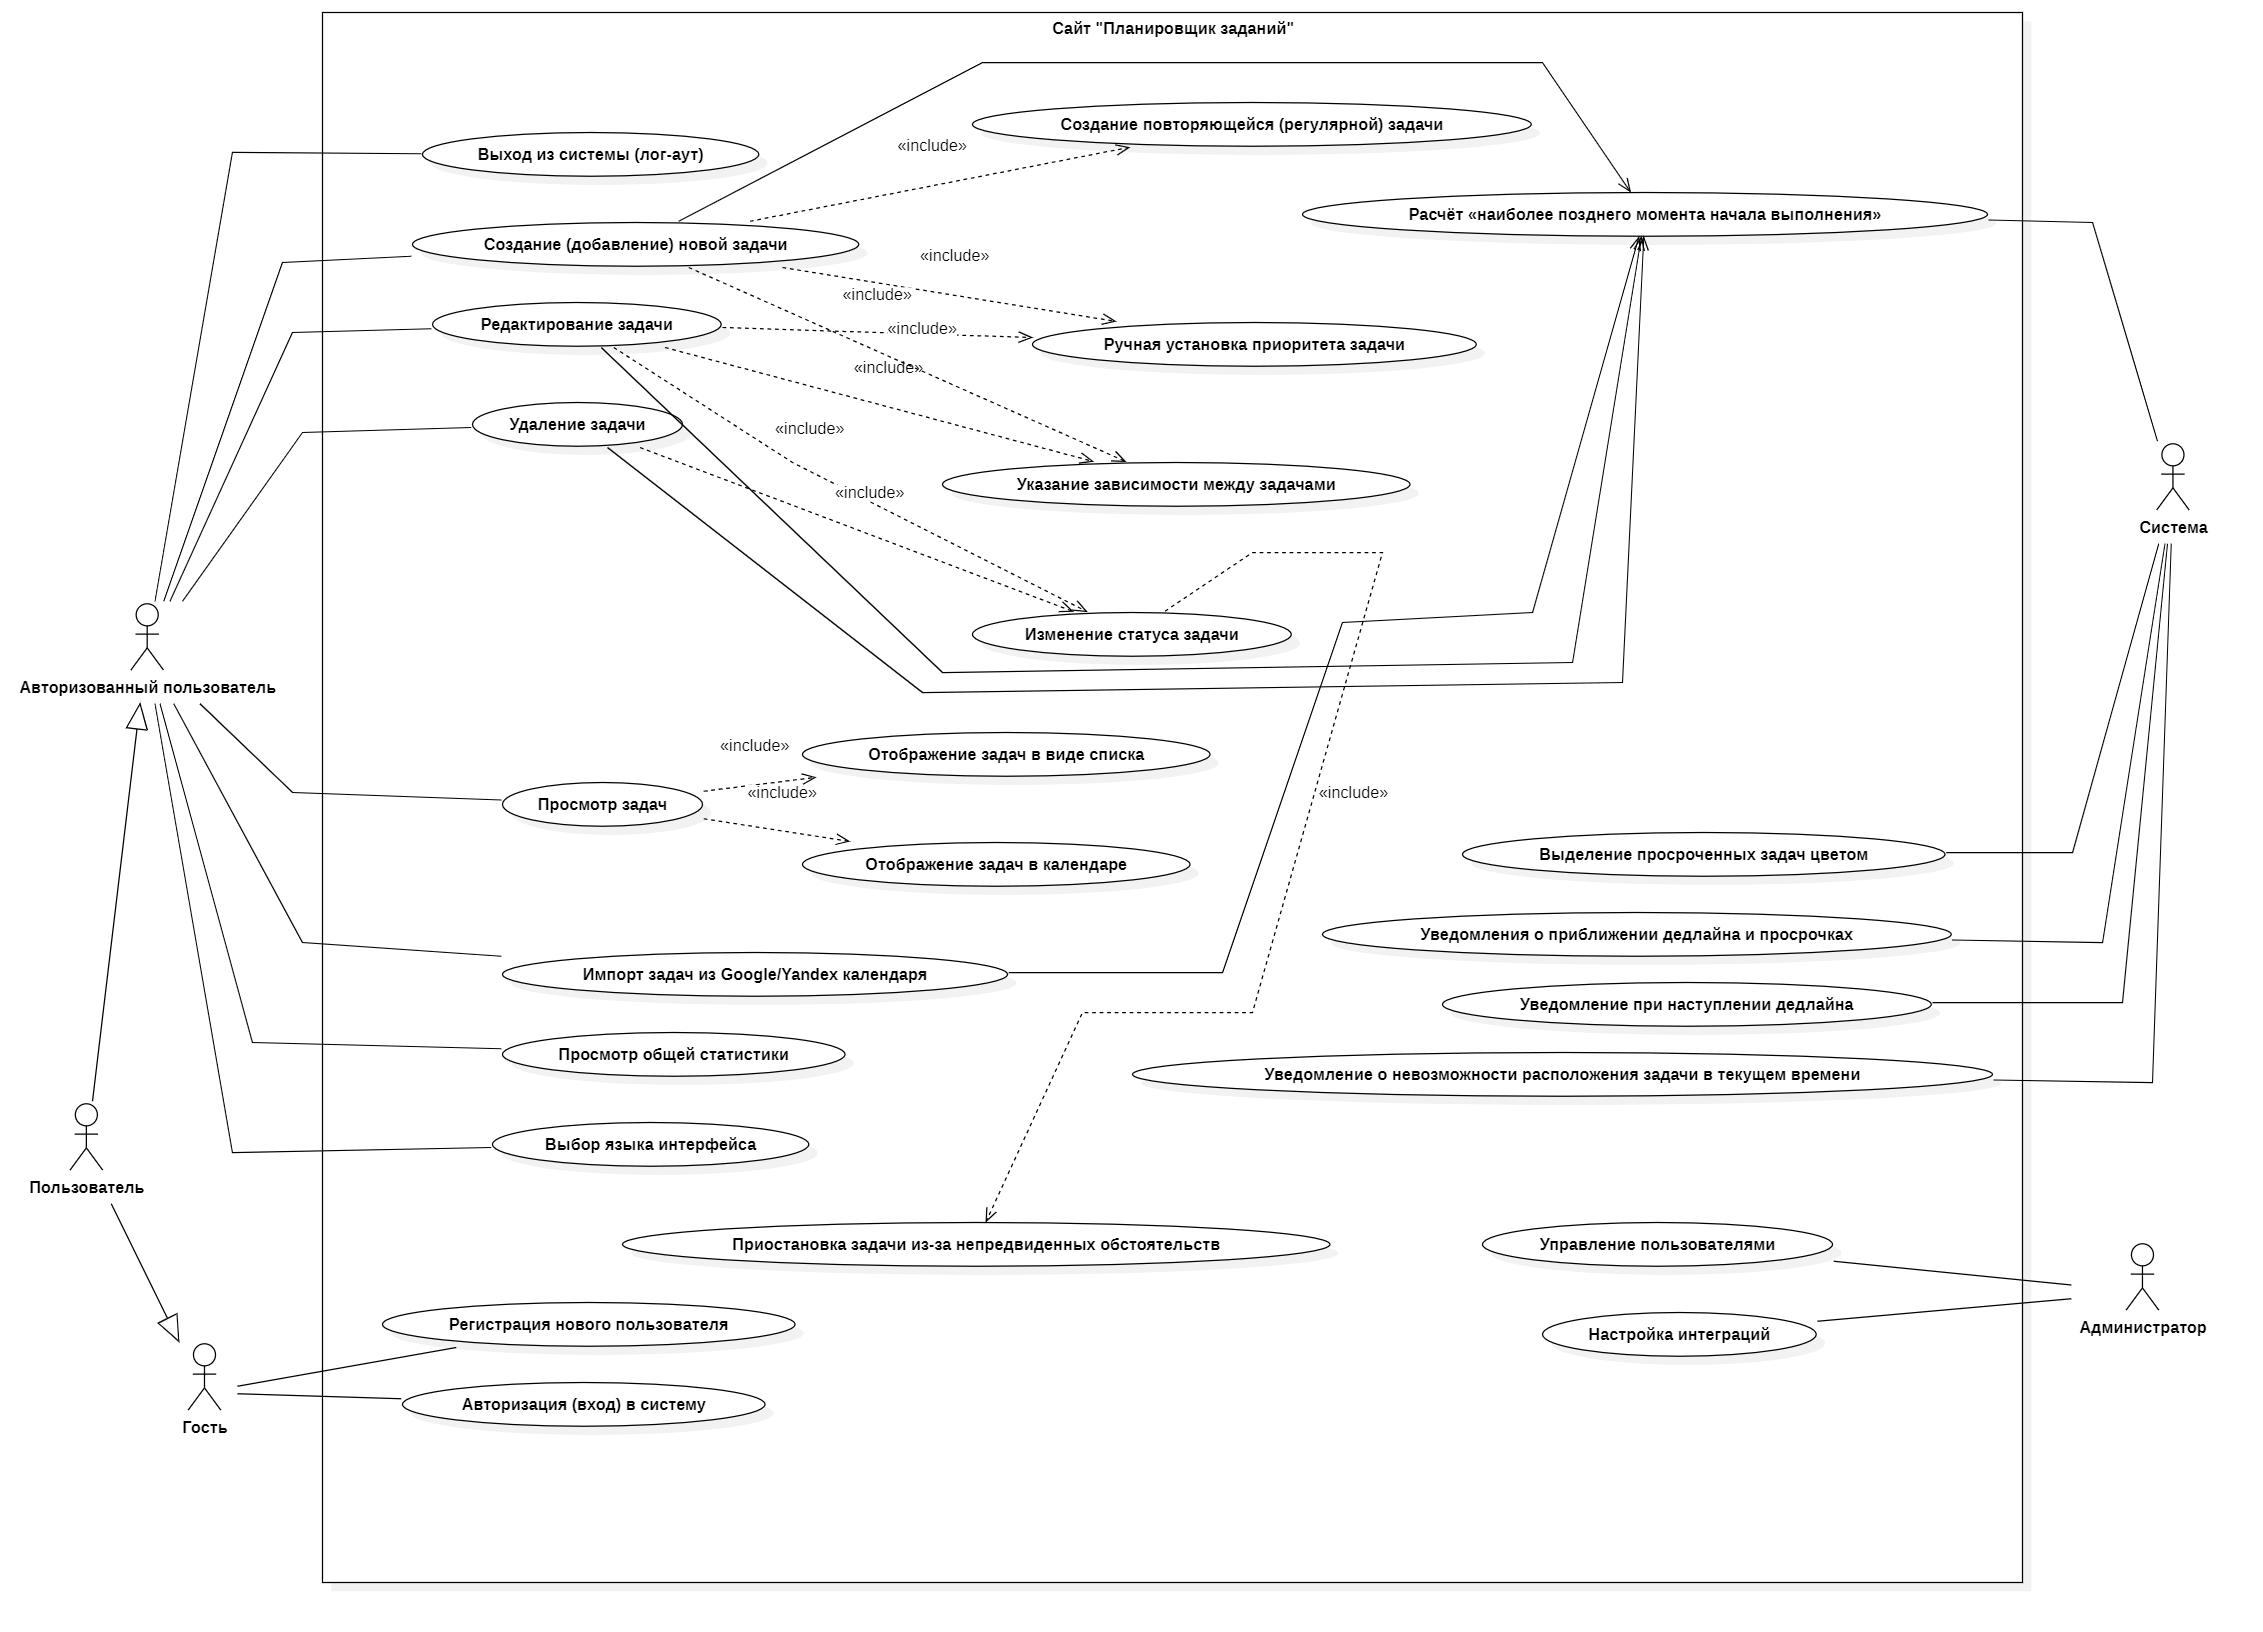 Сайт "Планировщик заданий"
Создание повторяющейся (регулярной) задачи
«include»
Выход из системы (лог-аут)
Расчёт «наиболее позднего момента начала выполнения»
Создание (добавление) новой задачи
«include»
«include»
Редактирование задачи
«include»
Ручная установка приоритета задачи
«include»
Удаление задачи
«include»
Указание зависимости между задачами
«include»
Система
Изменение статуса задачи
Авторизованный пользователь
«include»
Отображение задач в виде списка
«include»
«include»
Просмотр задач
Выделение просроченных задач цветом
Отображение задач в календаре
Уведомления о приближении дедлайна и просрочках
Импорт задач из Google/Yandex календаря
Уведомление при наступлении дедлайна
Просмотр общей статистики
Уведомление о невозможности расположения задачи в текущем времени
Выбор языка интерфейса
Пользователь
Приостановка задачи из-за непредвиденных обстоятельств
Управление пользователями
Регистрация нового пользователя
Настройка интеграций
Администратор
Авторизация (вход) в систему
Гость